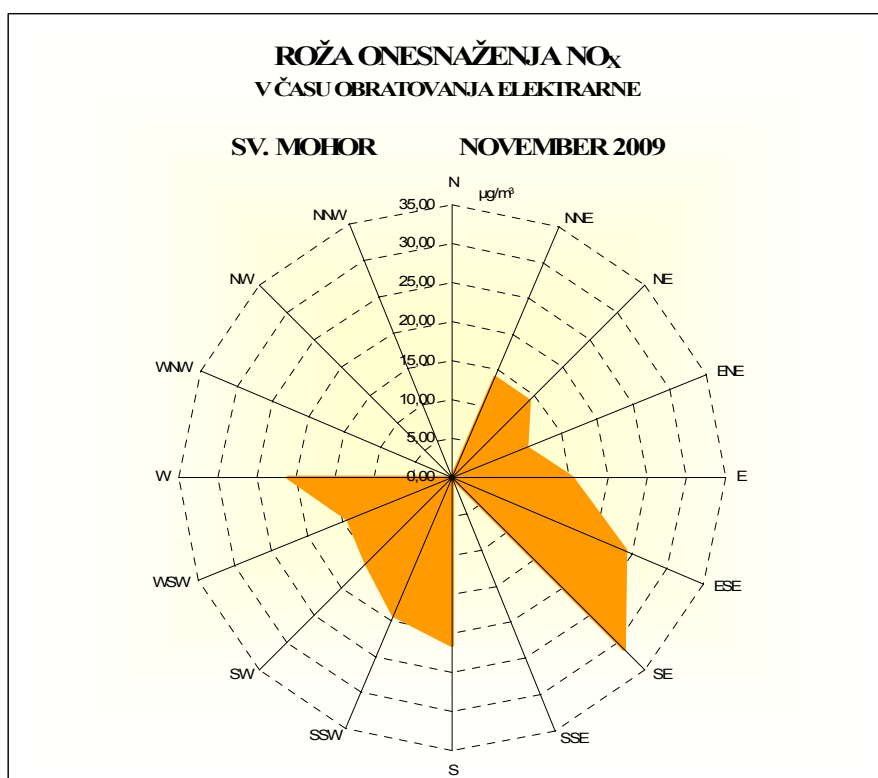 ROŽA ONESNAŽENJA NOX
V ČASU OBRATOVANJA ELEKTRARNE
SV. MOHOR NOVEMBER 2009
N
µg/m³
35,00
NNW
NNE
30,00
NW
25,00
NE
20,00
15,00
WNW
10,00
ENE
5,00
W
0,00
E
WSW
ESE
SW
SE
SSW
SSE
S